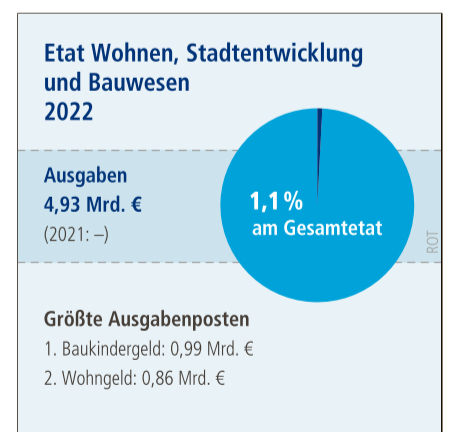 Etat Wohnen, Stadtentwicklung
und Bauwesen
2022
Ausgaben
4,93 Mrd. €
(2021: –)
1,1 %
am Gesamtetat
ROT
Größte Ausgabenposten
1. Baukindergeld: 0,99 Mrd. €
2. Wohngeld: 0,86 Mrd. €